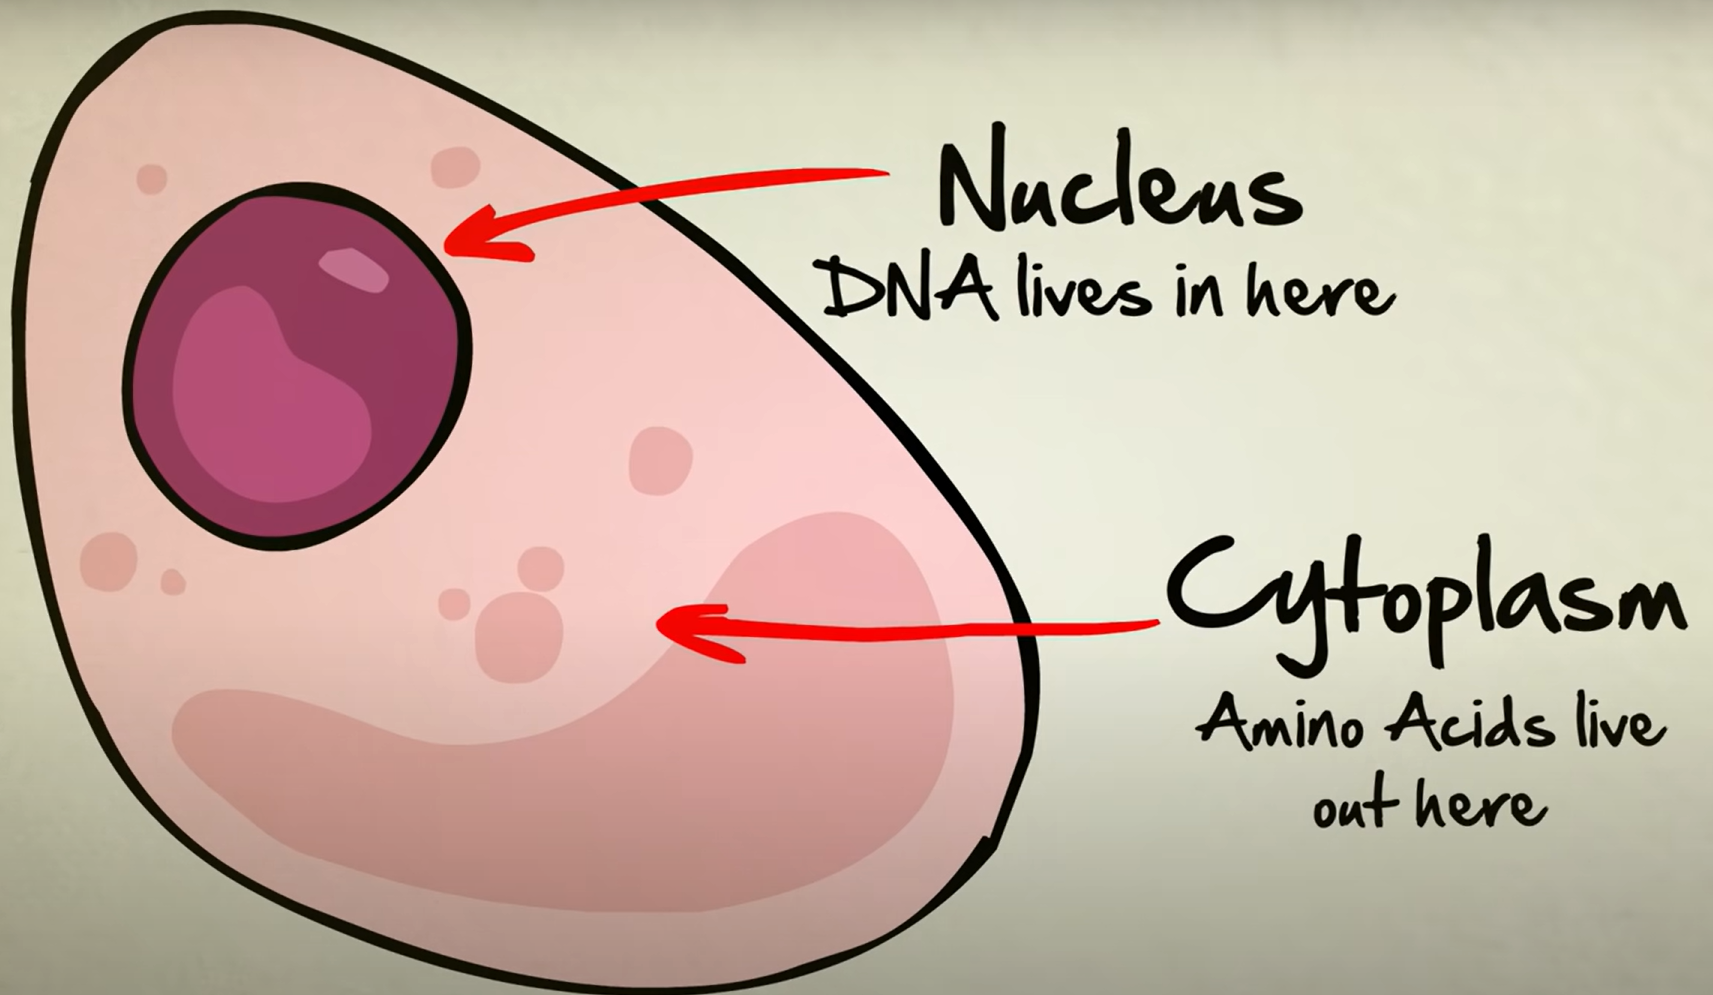 Nucleus
DNA lives in here
Cytoplasm
Amino Acids live
out here